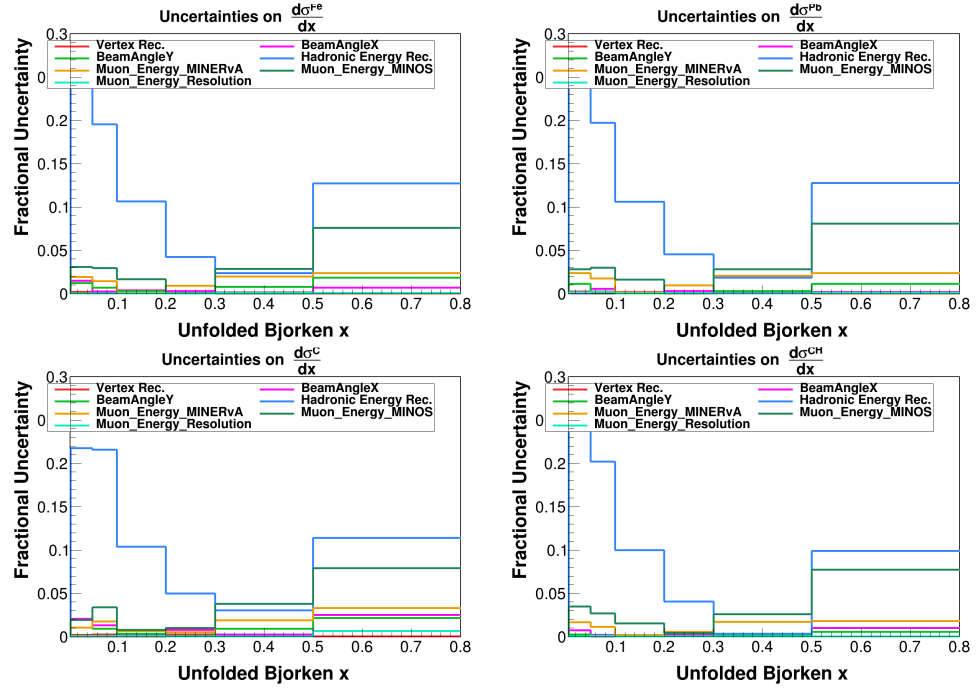 Uncertainties on dσ^Fe
dx
0.3
0
0.2
0.15
0.1
0.05
0
Fractional Uncertainty
Vertex Rec.
BeamAngleX
BeamAngleY
Hadronic Energy Rec.
Muon_Energy_MINERvA
Muon_Energy_MINOS
Muon_Energy_Resolution
0.1 0.2 0.3 0.4 0.5 0.6 0.7 0.8
Unfolded Bjorken x
Uncertainties on dσ^Pb
dx
0.3
0
0.2
0.15
0.1
0.05
0
Fractional Uncertainty
Vertex Rec.
BeamAngleX
BeamAngleY
Hadronic Energy Rec.
Muon_Energy_MINERvA
Muon_Energy_MINOS
Muon_Energy_Resolution
0.1 0.2 0.3 0.4 0.5 0.6 0.7 0.8
Unfolded Bjorken x
Uncertainties on dσ^C
dx
0.3
0
0.2
0.15
0.1
0.05
0
Fractional Uncertainty
Vertex Rec.
BeamAngleX
BeamAngleY
Hadronic Energy Rec.
Muon_Energy_MINERvA
Muon_Energy_MINOS
Muon_Energy_Resolution
0.1 0.2 0.3 0.4 0.5 0.6 0.7 0.8
Unfolded Bjorken x
Uncertainties on dσ^CH
dx
0.3
0
0.2
0.15
0.1
0.05
0
Fractional Uncertainty
Vertex Rec.
BeamAngleX
BeamAngleY
Hadronic Energy Rec.
Muon_Energy_MINERvA
Muon_Energy_MINOS
Muon_Energy_Resolution
0.1 0.2 0.3 0.4 0.5 0.6 0.7 0.8
Unfolded Bjorken x